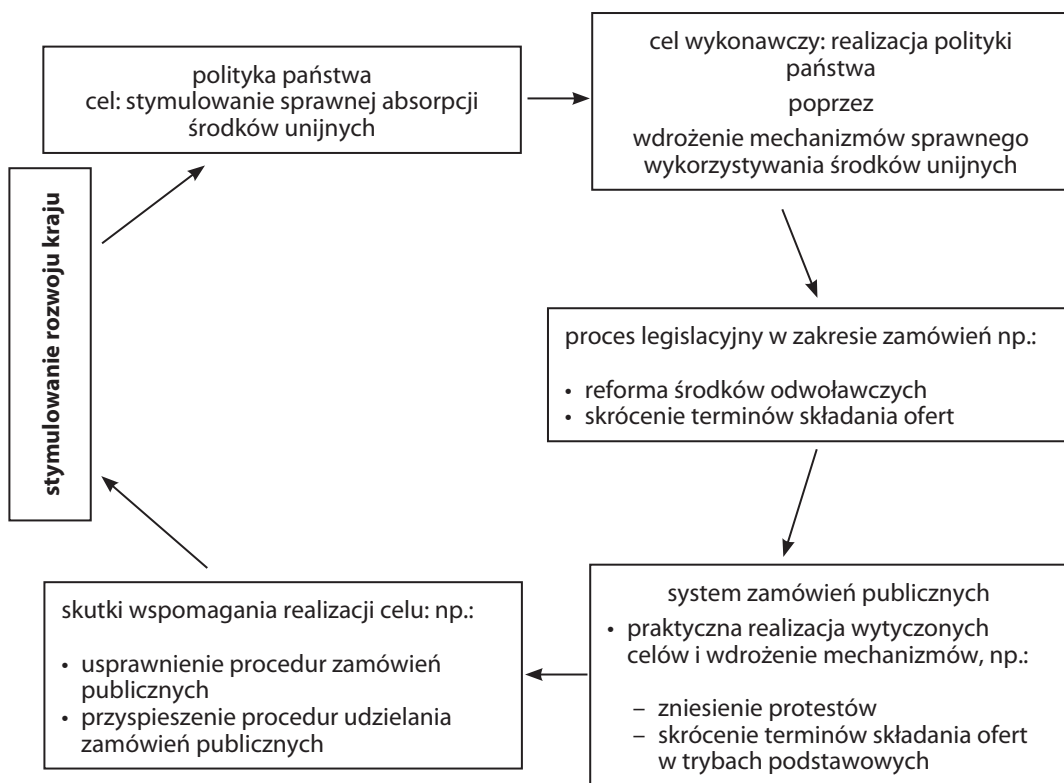 polityka państwa
cel: stymulowanie sprawnej absorpcji
środków unijnych
cel wykonawczy: realizacja polityki
państwa
poprzez
wdrożenie mechanizmów sprawnego
wykorzystywania środków unijnych
proces legislacyjny w zakresie zamówień np.:
• reforma środków odwoławczych
• skrócenie terminów składania ofert
system zamówień publicznych
• praktyczna realizacja wytyczonych
celów i wdrożenie mechanizmów, np.:
– zniesienie protestów
– skrócenie terminów składania ofert
w trybach podstawowych
skutki wspomagania realizacji celu: np.:
• usprawnienie procedur zamówień
publicznych
• przyspieszenie procedur udzielania
zamówień publicznych
stymulowanie rozwoju kraju